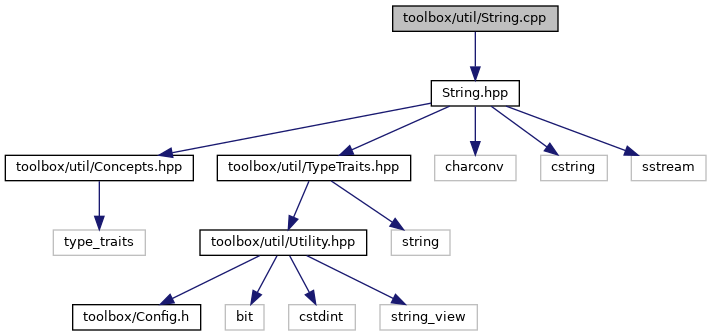 toolbox/util/String.cpp
String.hpp
toolbox/util/Concepts.hpp
toolbox/util/TypeTraits.hpp
charconv
cstring
sstream
type_traits
toolbox/util/Utility.hpp
string
toolbox/Config.h
bit
cstdint
string_view